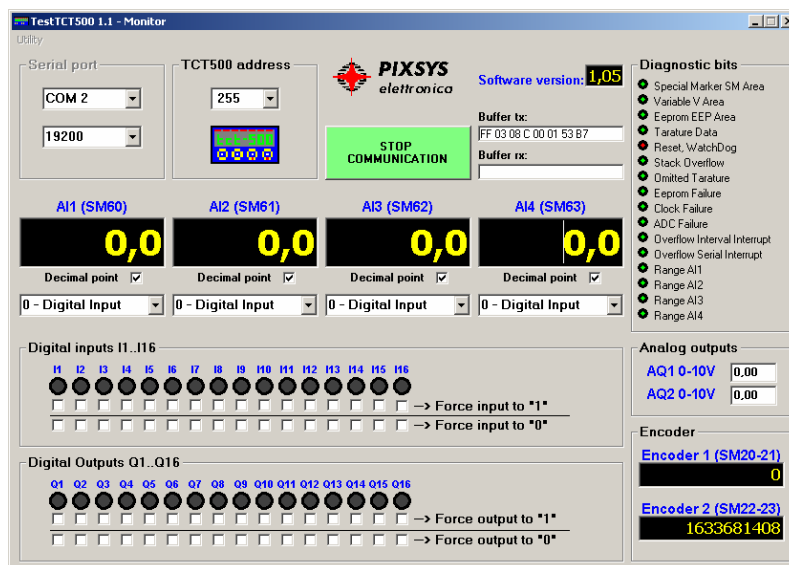 TestTCT500 1.1 - Monitor
Utility
Serial port
COM 2
19200
TCT500 address
255
tct-500
PIXSYS
elettronica
STOP
COMMUNICATION
Software version: 1,05
Buffer tx:
FF 03 08 C 00 01 53 B7
Buffer rx:
AI1 (SM60)
0,0
Decimal point
0 - Digital Input
AI2 (SM61)
0,0
Decimal point
0 - Digital Input
AI3 (SM62)
0,0
Decimal point
0 - Digital Input
AI4 (SM63)
0,0
Decimal point
0 - Digital Input
Diagnostic bits
Special Marker SM Area
Variable V Area
Eeprom EEP Area
Tarature Data
Reset, WatchDog
Stack Overflow
Omitted Tarature
Eeprom Failure
Clock Failure
ADC Failure
Overflow Interval Interrupt
Overflow Serial Interrupt
Range AI1
Range AI2
Range AI3
Range AI4
Digital inputs I1..I16
I1 I2 I3 I4 I5 I6 I7 I8 I9 I10 I11 I12 I13 I14 I15 I16
--> Force input to "1"
--> Force input to "0"
Digital Outputs Q1..Q16
Q1 Q2 Q3 Q4 Q5 Q6 Q7 Q8 Q9 Q10 Q11 Q12 Q13 Q14 Q15 Q16
--> Force output to "1"
--> Force output to "0"
Analog outputs
AQ1 0-10V 0,00
AQ2 0-10V 0,00
Encoder
Encoder 1 (SM20-21)
0
Encoder 2 (SM22-23)
1633681408